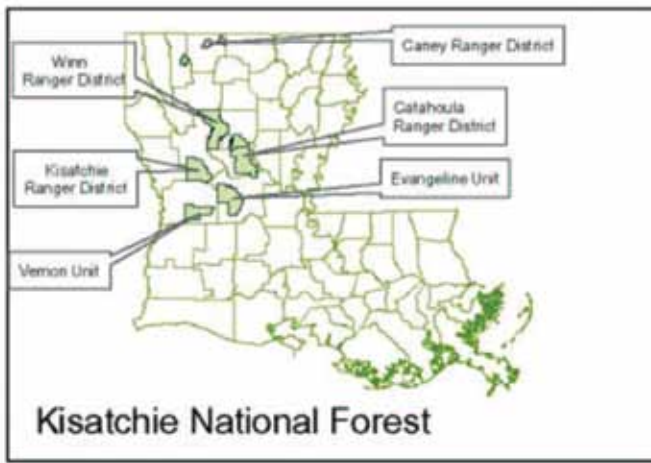 Winn
Ranger District
Caney Ranger District
Catahoula
Ranger District
Kisatchie
Ranger District
Evangeline Unit
Vernon Unit
Kisatchie National Forest